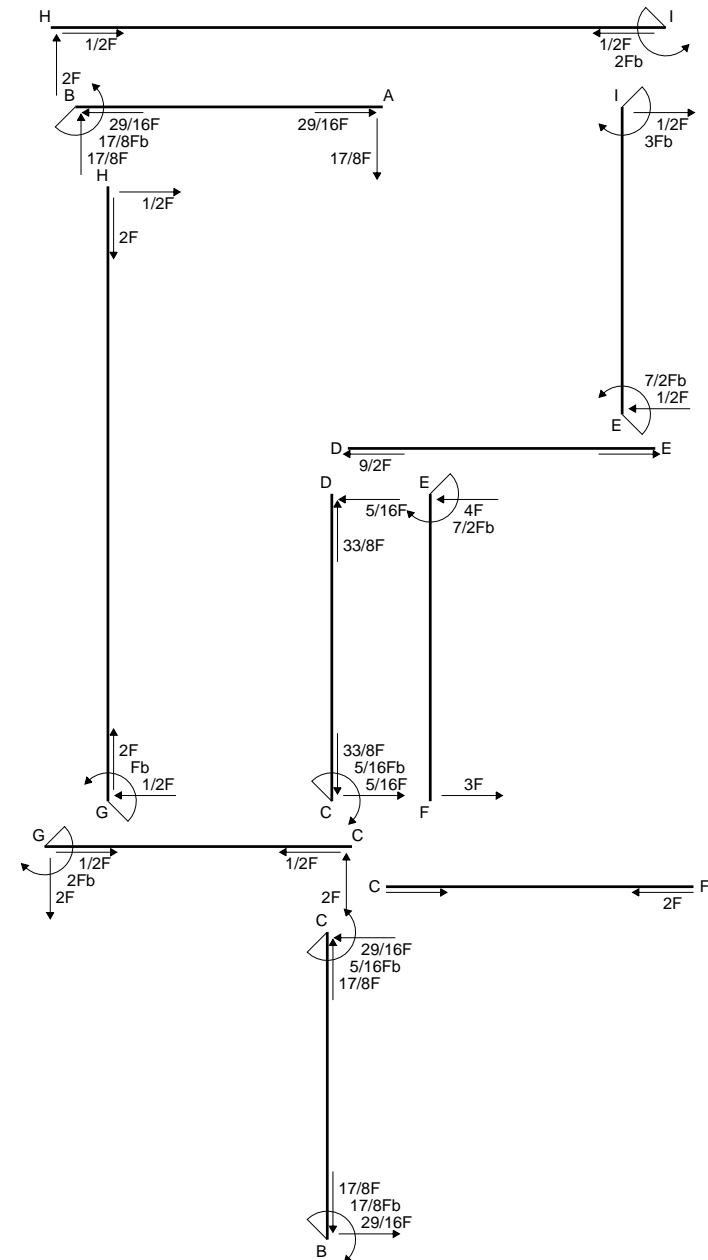 H
I
1/2F
1/2F
2Fb
2F
B
A
I
29/16F
29/16F
1/2F
17/8Fb
3Fb
17/8F
17/8F
H
1/2F
2F
7/2Fb
1/2F
E
D
E
9/2F
D
E
5/16F
4F
7/2Fb
33/8F
2F
33/8F
Fb
5/16Fb
1/2F
5/16F
3F
G
C
F
G
C
1/2F
1/2F
2Fb
2F
2F
C
F
2F
C
29/16F
5/16Fb
17/8F
17/8F
17/8Fb
29/16F
B